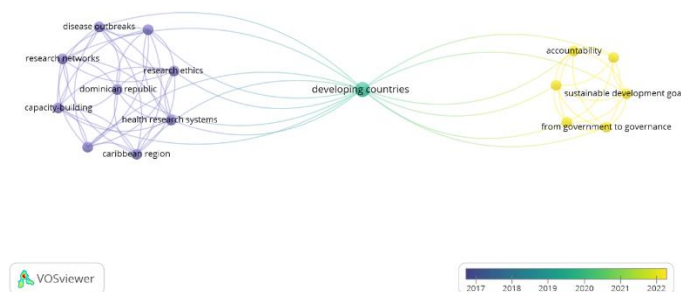 disease outbreaks
research networks
research ethics
dominican republic
capacity-building
health research systems
caribbean region
developing countries
accountability
sustainable development goa
from government to governance
VOSviewer
2017 2018 2019 2020 2021 2022